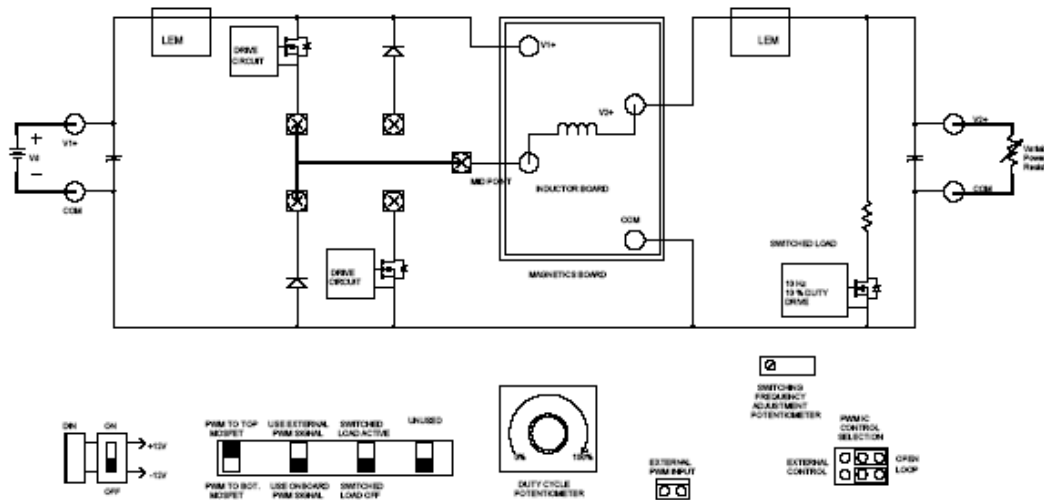 LEM
DRIVE
CIRCUIT
V1+
LEM
V2+
+
V1+
Vd
−
COM
MID POINT
INDUCTOR BOARD
COM
MAGNETICS BOARD
DRIVE
CIRCUIT
SWITCHED LOAD
10 Hz
10 % DUTY
DRIVE
V2+
Power
COM
SWITCHING
FREQUENCY
ADJUSTMENT
POTENTIOMETER
DIN
ON
+12V
-12V
OFF
PWM TO TOP
MOSFET
USE EXTERNAL
PWM SIGNAL
SWITCHED
LOAD ACTIVE
UNUSED
PWM TO BOT.
MOSFET
USE ONBOARD
PWM SIGNAL
SWITCHED
LOAD OFF
0%
100%
DUTY CYCLE
POTENTIOMETER
EXTERNAL
PWM INPUT
PWM IC
CONTROL
SELECTION
EXTERNAL
CONTROL
OPEN
LOOP